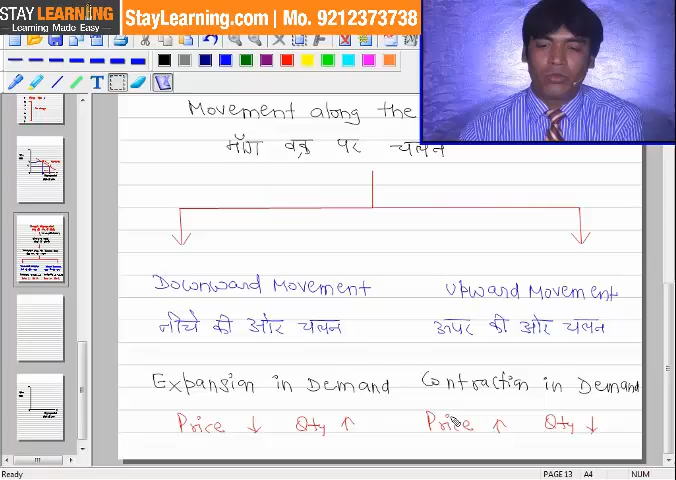 STAY LEARNING
Learning Made Easy
StayLearning.com | Mo. 9212373738
Movement along the
माँग वक्र पर चलन
Downward Movement
Upward Movement
नीचे की ओर चलन
ऊपर की ओर चलन
Expansion in Demand
Contraction in Demand
Price ↓ Qty ↑
Price ↑ Qty ↓
Ready
PAGE 13 A4 NUM